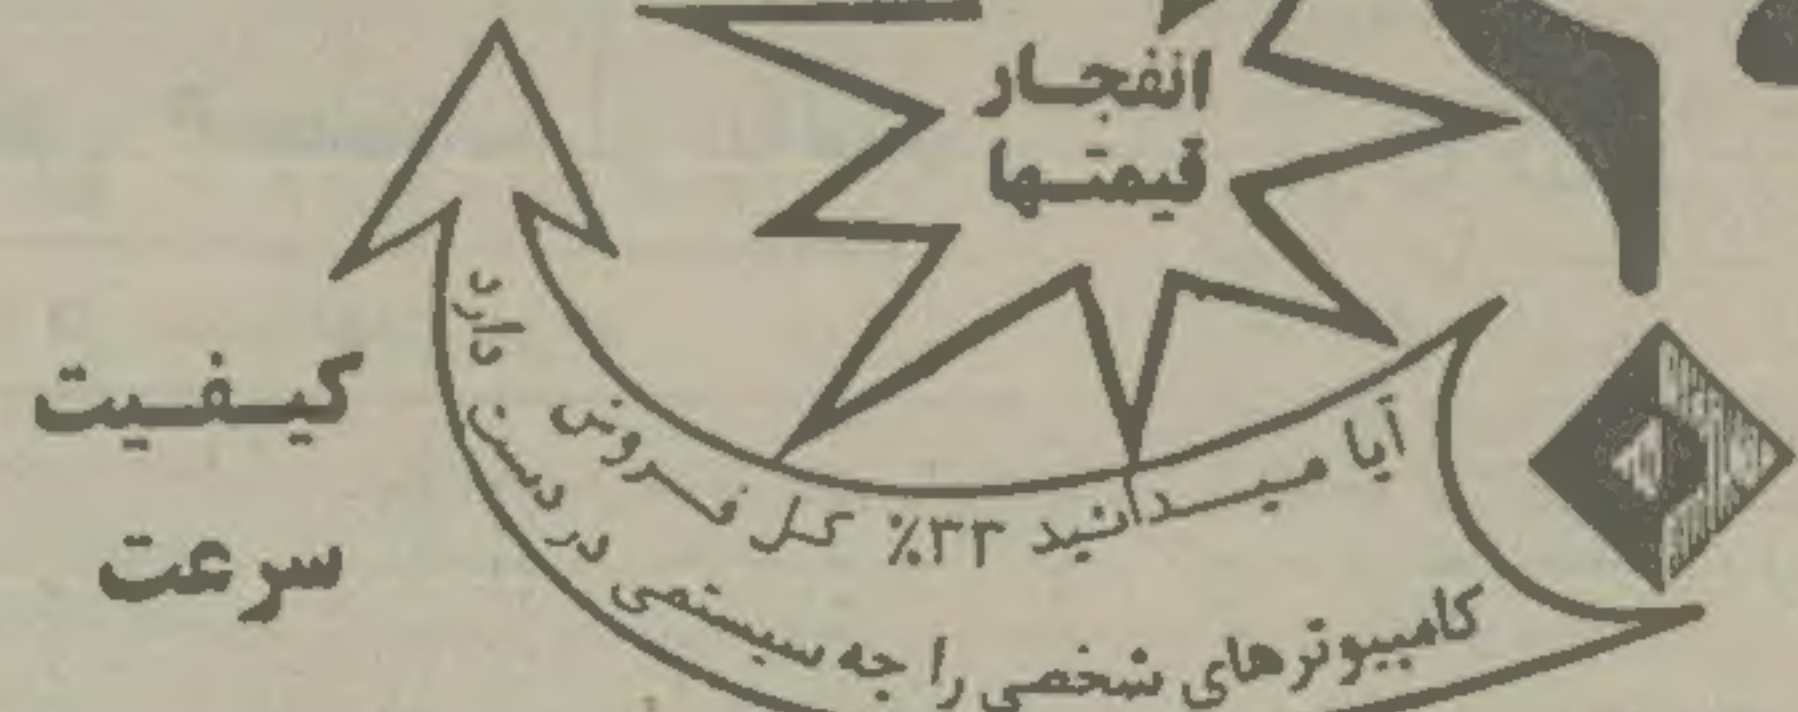 انفجار
قیمتها
آیا میدانید ۳۳٪ کل فروش
کامپیوترهای شخصی را چه سیستمی در دست دارد
کیفیت
سرعت